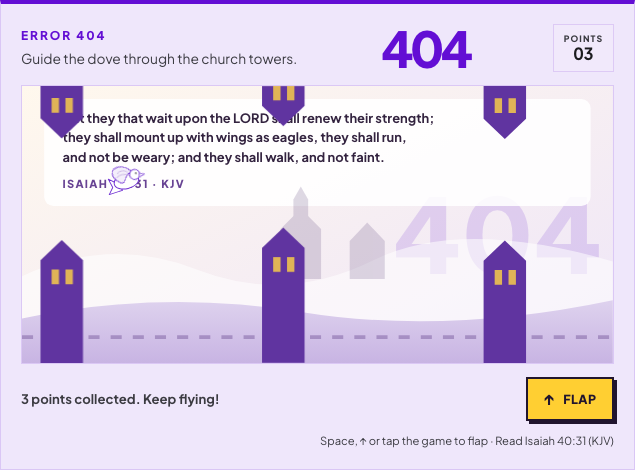 ERROR 404
Guide the dove through the church towers.
404
POINTS
03
they that wait upon the LORD shall renew their strength;
they shall mount up with wings as eagles, they shall run,
and not be weary; and they shall walk, and not faint.
ISAIAH 31 · KJV
404
3 points collected. Keep flying!
↑ FLAP
Space, ↑ or tap the game to flap · Read Isaiah 40:31 (KJV)